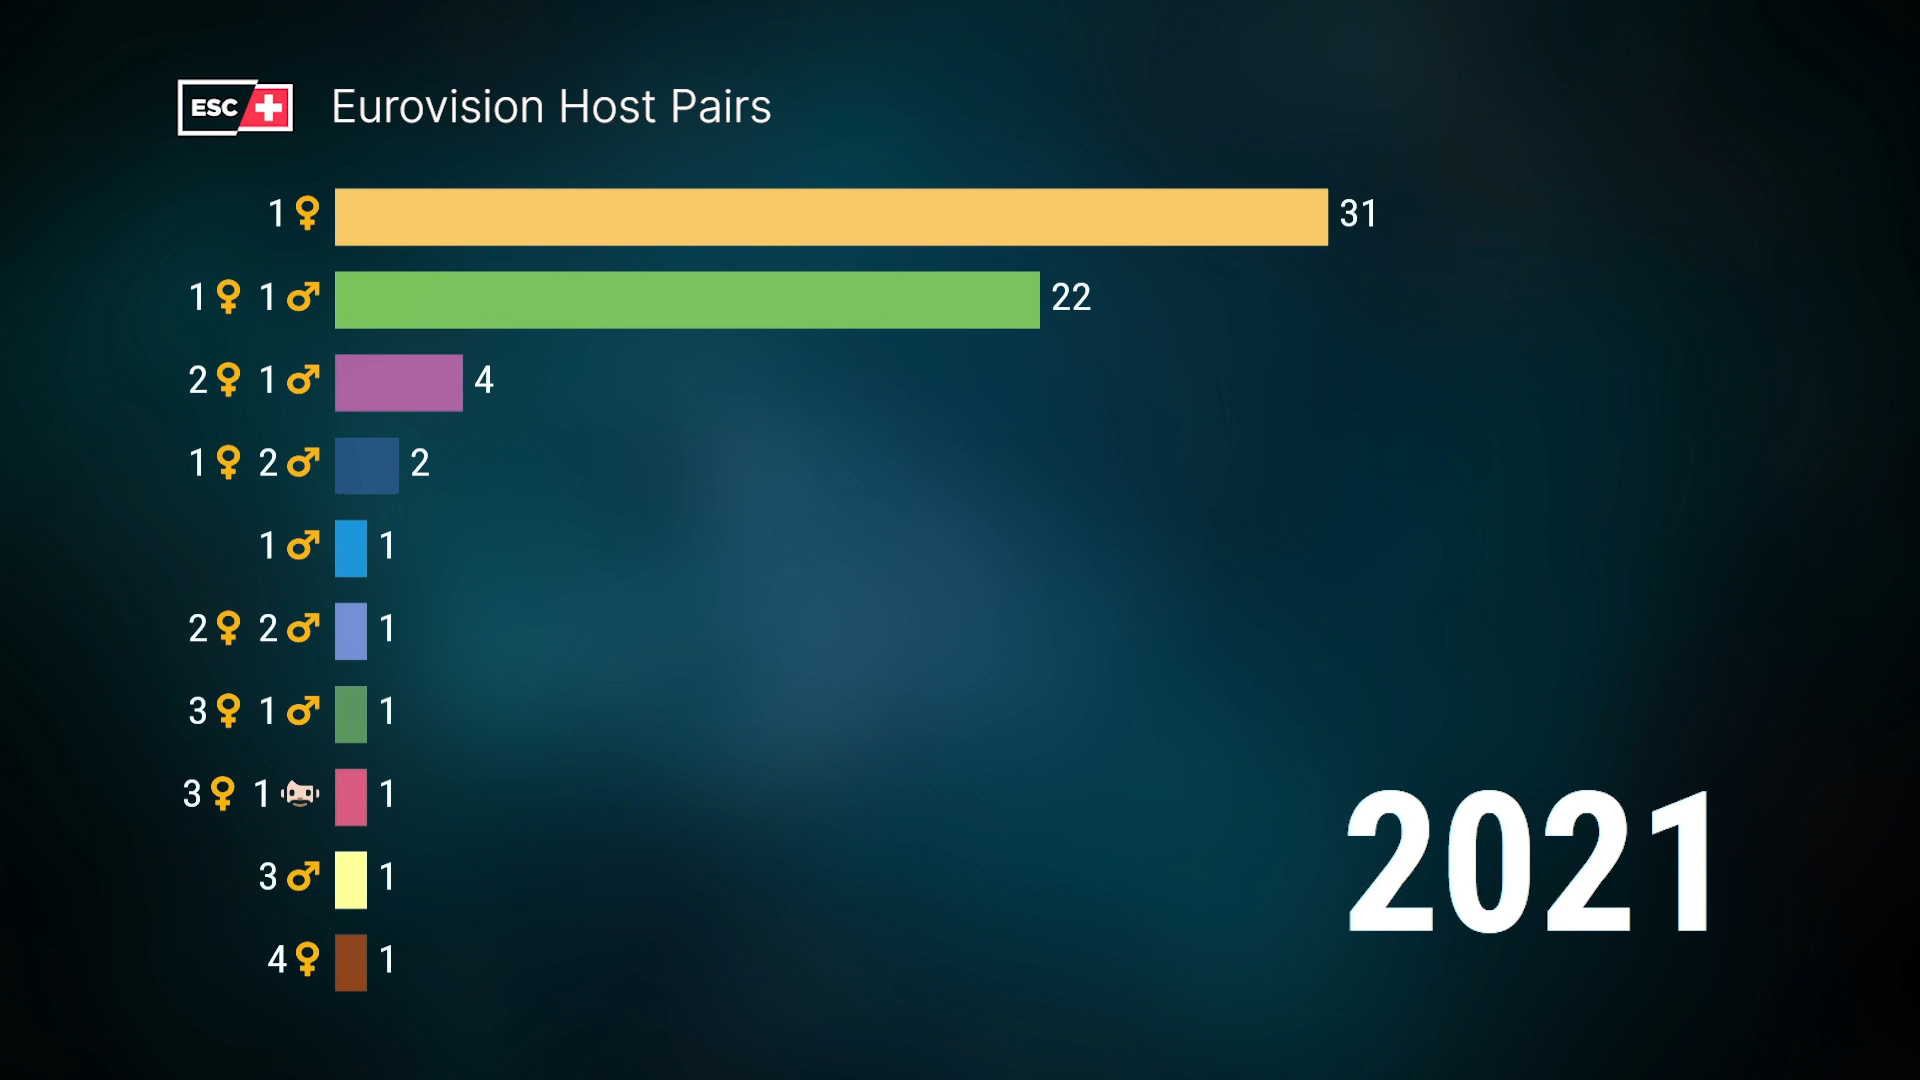 ESC Eurovision Host Pairs
1♀ 31
1♀ 1♂ 22
2♀ 1♂ 4
1♀ 2♂ 2
1♂ 1
2♀ 2♂ 1
3♀ 1♂ 1
3♀ 1 1
3♂ 1
4♀ 1
2021